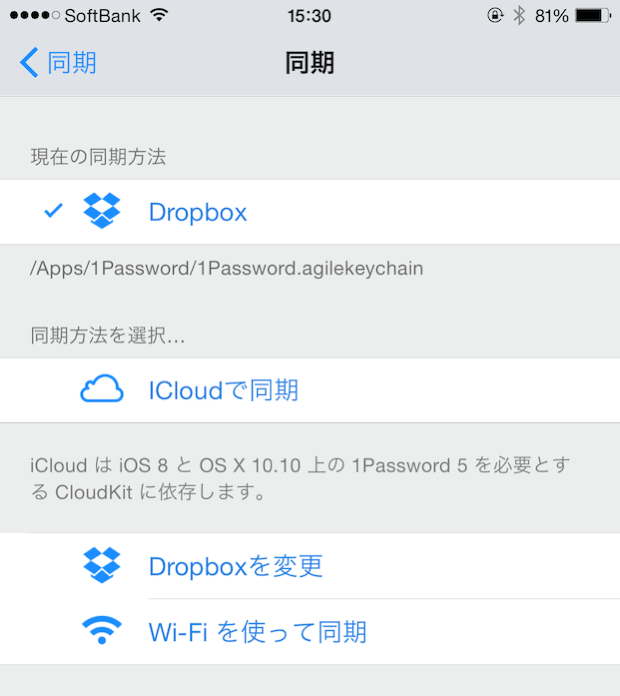 SoftBank 15:30 81%
同期 同期
現在の同期方法
Dropbox
/Apps/1Password/1Password.agilekeychain
同期方法を選択...
ICloudで同期
iCloud は iOS 8 と OS X 10.10 上の 1Password 5 を必要とす
る CloudKit に依存します。
Dropboxを変更
Wi-Fi を使って同期